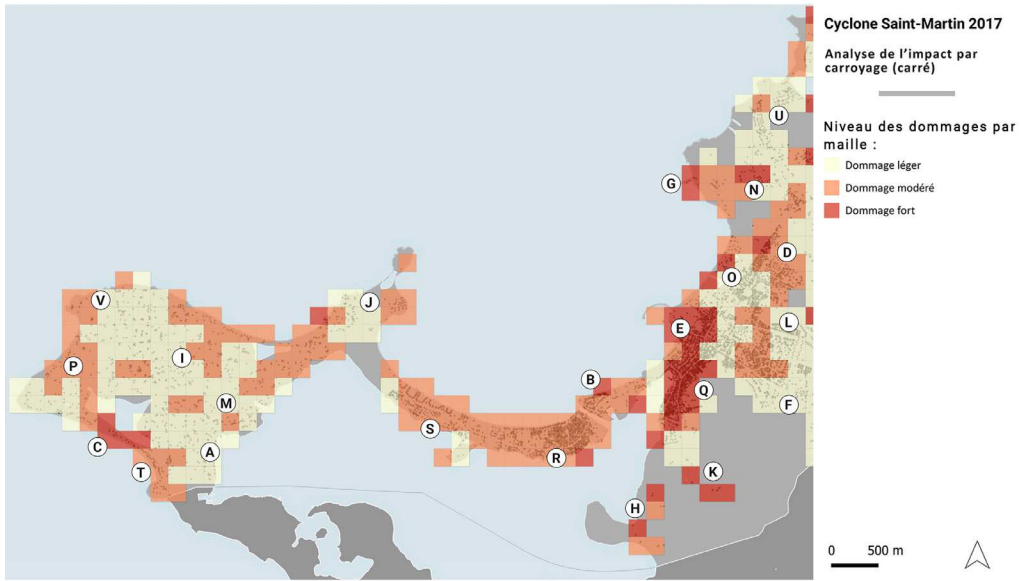 Cyclone Saint-Martin 2017
Analyse de l'impact par
carroyage (carré)
Niveau des dommages par
maille :
Dommage léger
Dommage modéré
Dommage fort
U
G
N
D
O
J
V
L
E
I
P
B
Q
M
F
S
C
A
R
T
K
H
0 500 m